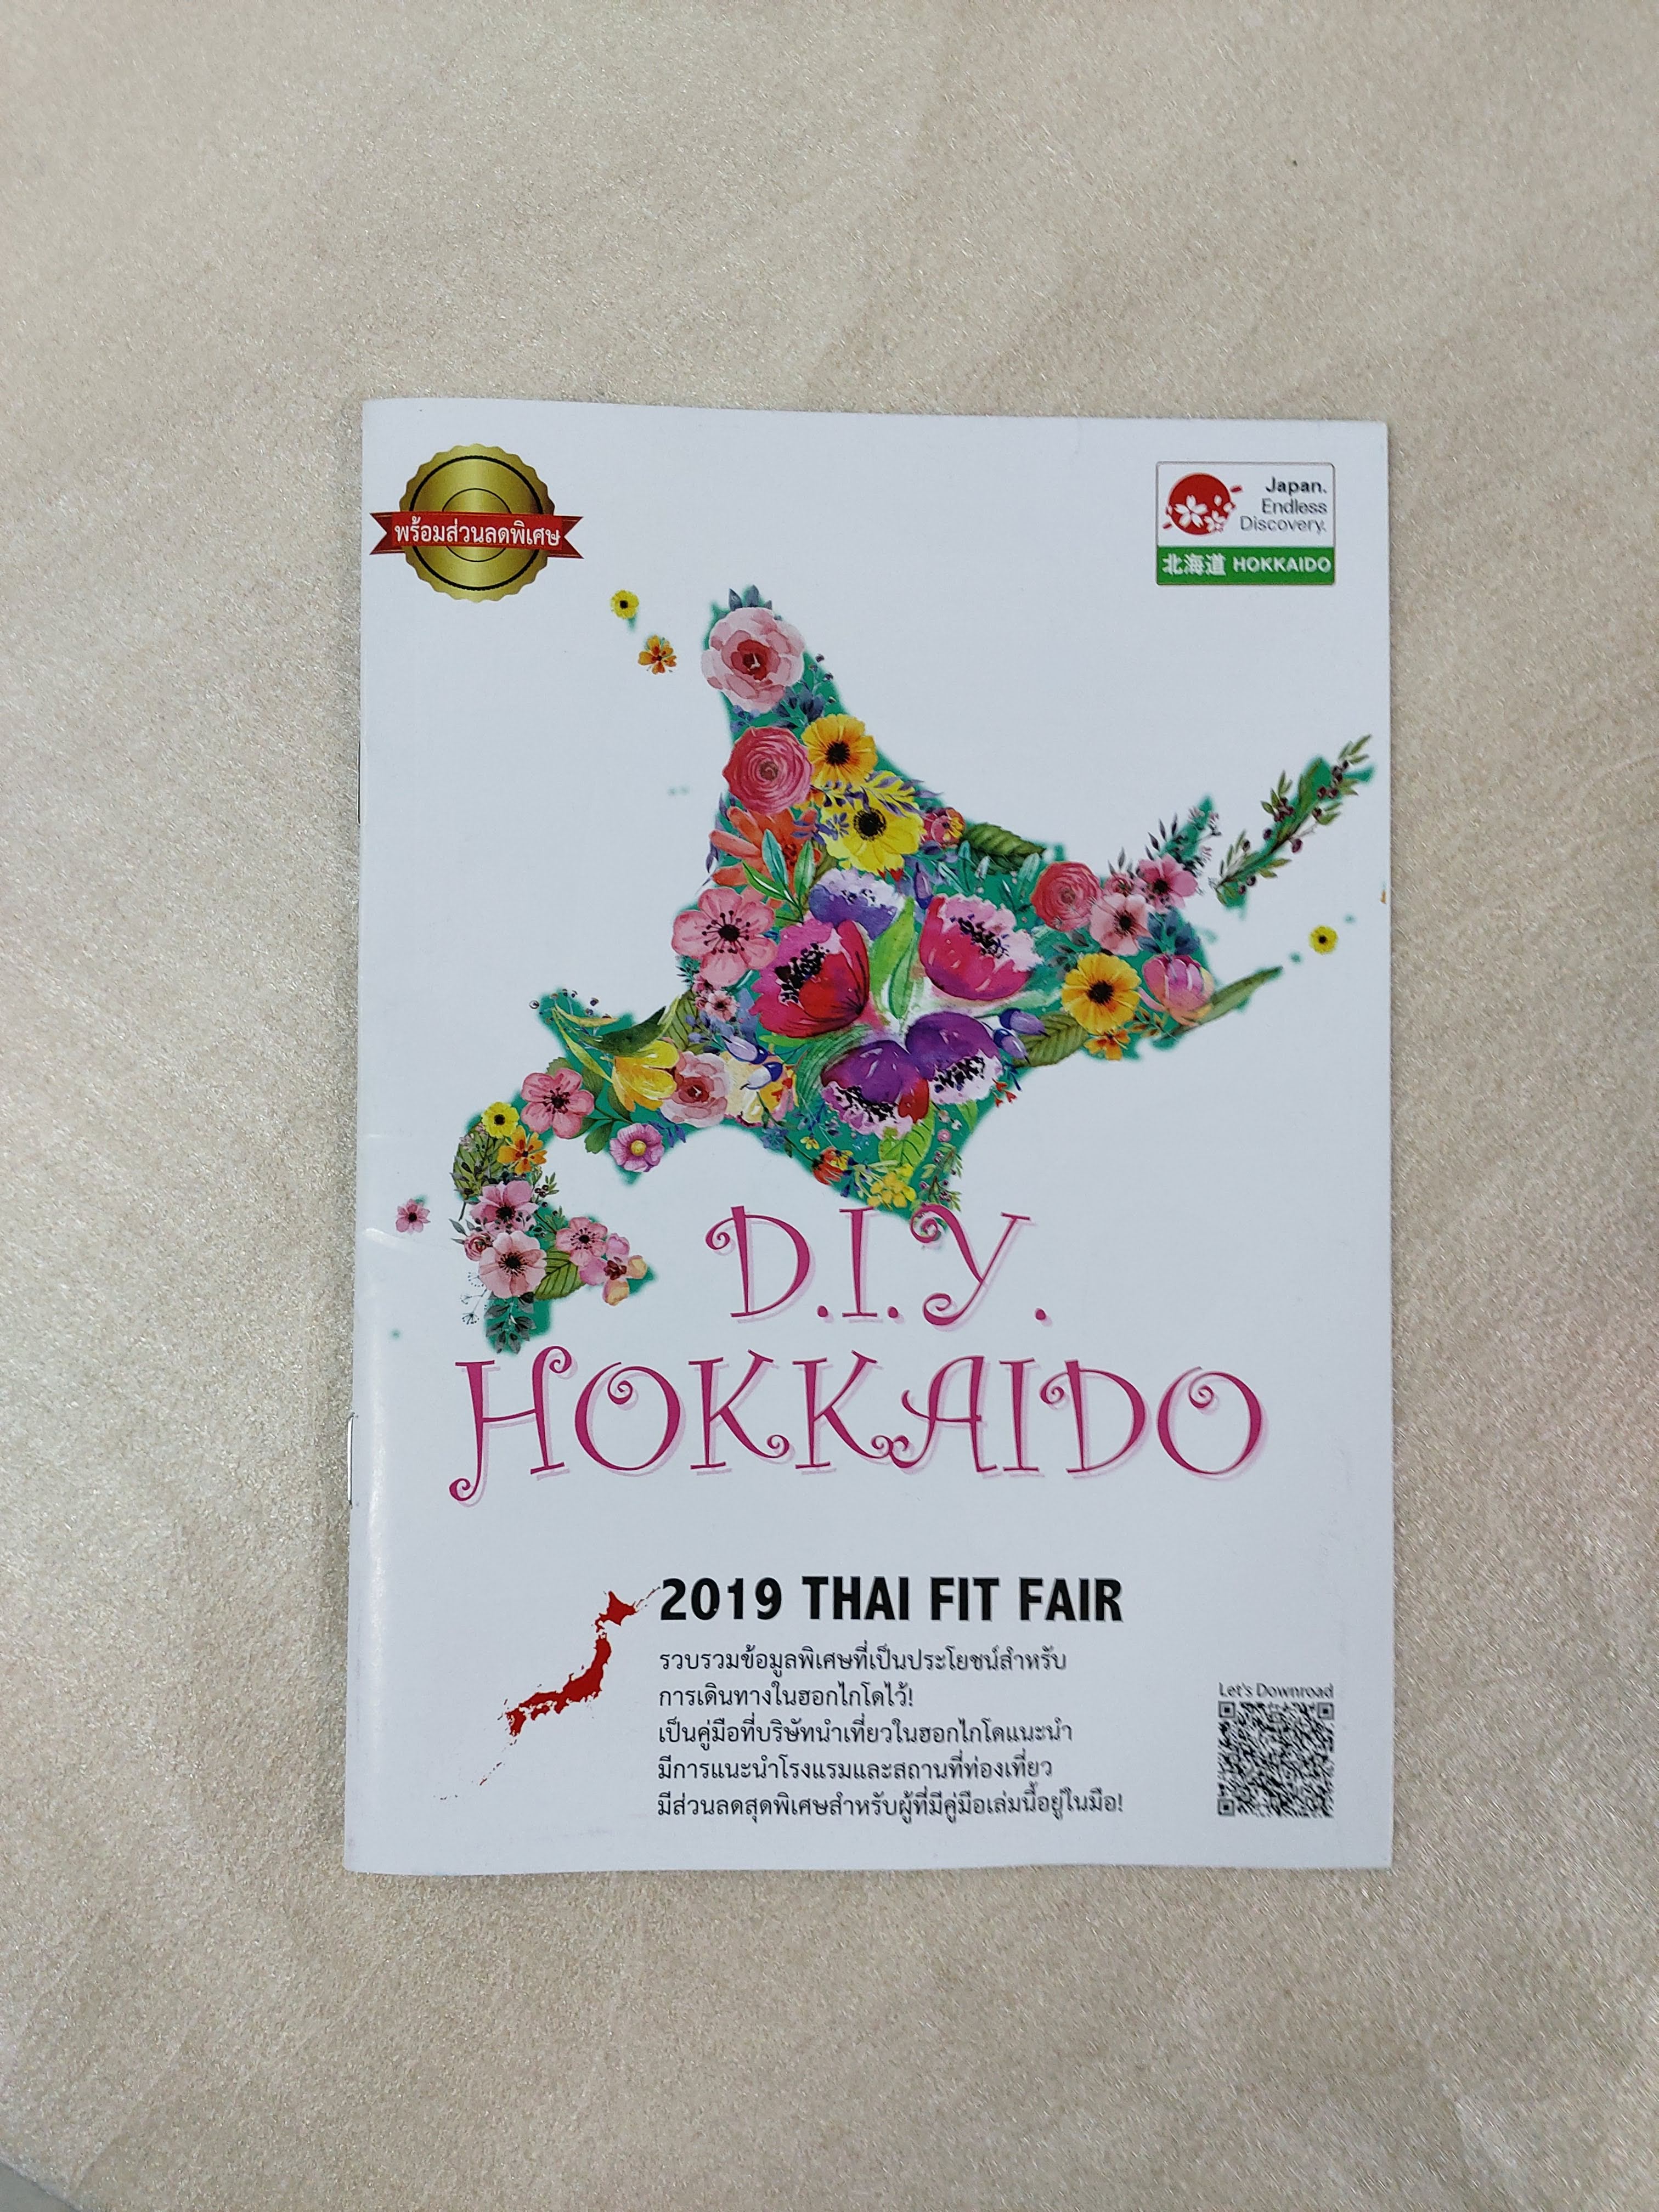 พร้อมส่วนลดพิเศษ
Japan.
Endless
Discovery.
北海道 HOKKAIDO
D.I.Y.
HOKKAIDO
2019 THAI FIT FAIR
รวบรวมข้อมูลพิเศษที่เป็นประโยชน์สำหรับ
การเดินทางในฮอกไกโดไว้!
เป็นคู่มือที่บริษัทนำเที่ยวในฮอกไกโดแนะนำ
มีการแนะนำโรงแรมและสถานที่ท่องเที่ยว
มีส่วนลดสุดพิเศษสำหรับผู้ที่มีคู่มือเล่มนี้อยู่ในมือ!
Let's Downroad